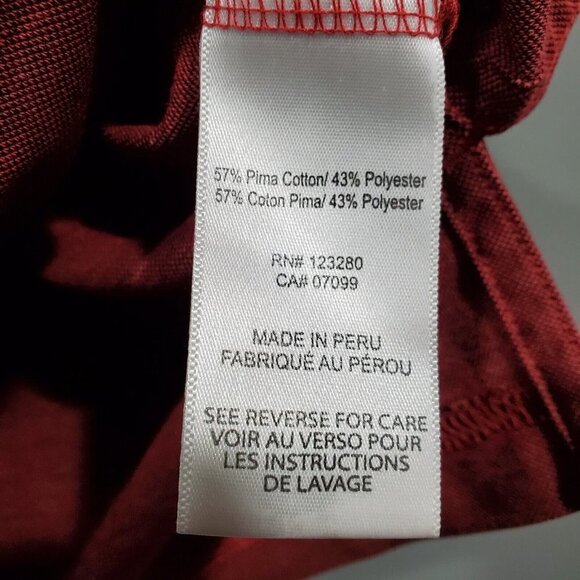 57% Pima Cotton/ 43% Polyester
57% Coton Pima/ 43% Polyester
RN# 123280
CA# 07099
MADE IN PERU
FABRIQUÉ AU PÉROU
SEE REVERSE FOR CARE
VOIR AU VERSO POUR
LES INSTRUCTIONS
DE LAVAGE